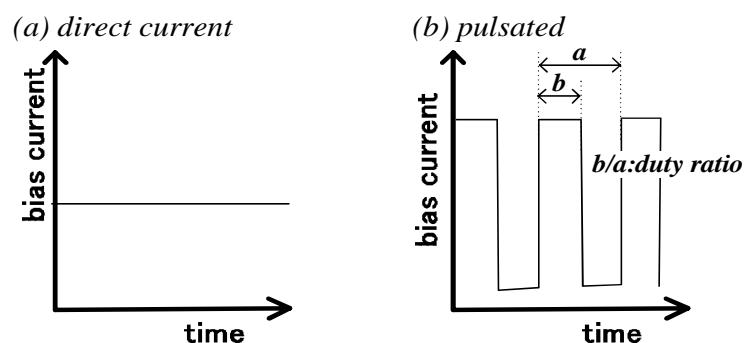 (a) direct current
bias current
time
(b) pulsated
a
b
bias current
b/a:duty ratio
time